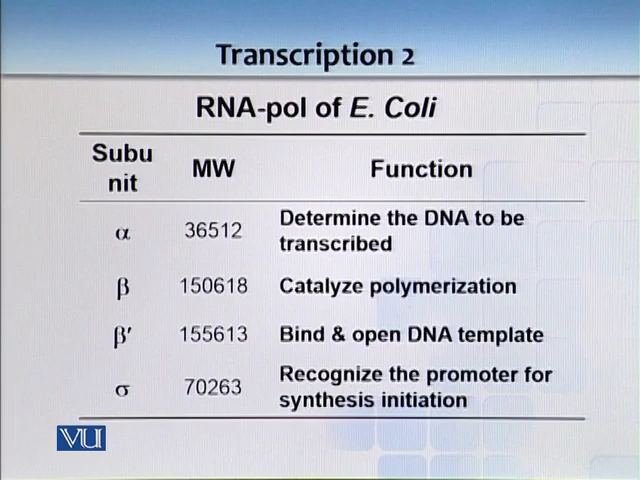 Transcription 2
RNA-pol of E. Coli
Subu
nit MW Function
α 36512 Determine the DNA to be
transcribed
β 150618 Catalyze polymerization
β′ 155613 Bind & open DNA template
σ 70263 Recognize the promoter for
synthesis initiation
VU